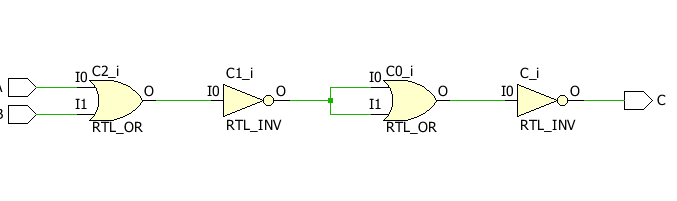 C2_i
I0
I1
O
RTL_OR
C1_i
I0
O
RTL_INV
C0_i
I0
I1
O
RTL_OR
C_i
I0
O
RTL_INV
C